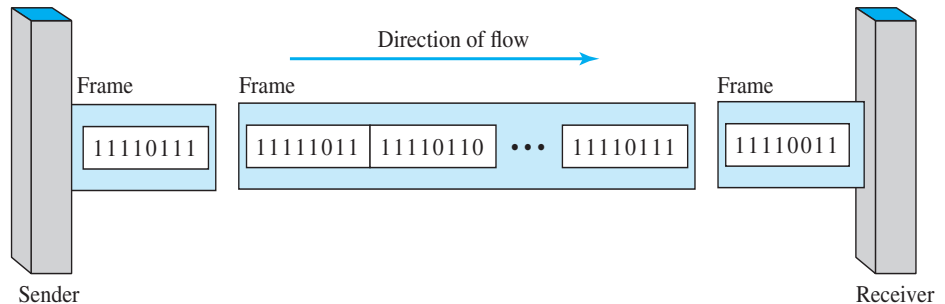 Direction of flow
Frame
Frame
Frame
11110111
11111011 11110110 ••• 11110111
11110011
Sender
Receiver